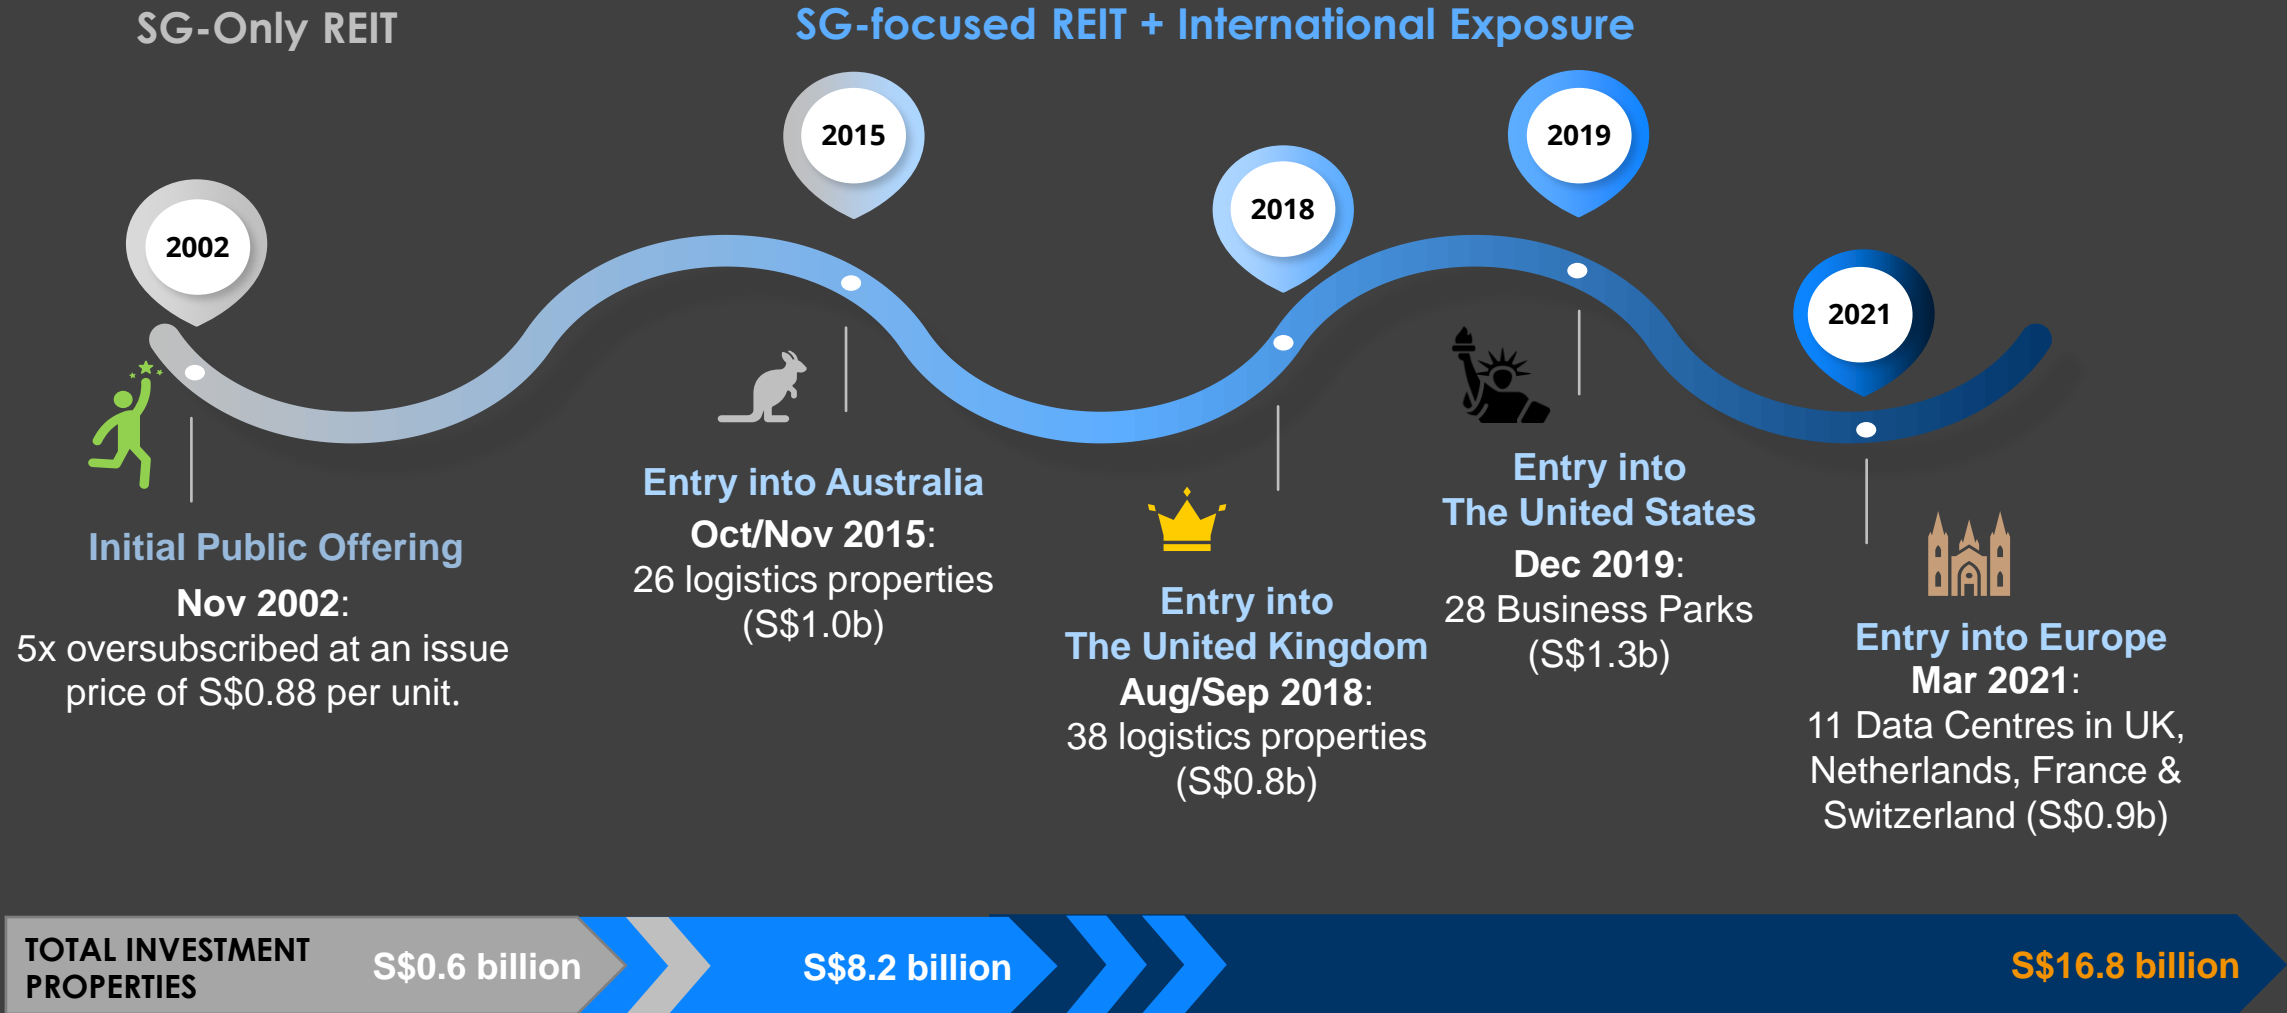 SG-Only REIT
SG-focused REIT + International Exposure
2002
Initial Public Offering
Nov 2002:
5x oversubscribed at an issue
price of S$0.88 per unit.
2015
Entry into Australia
Oct/Nov 2015:
26 logistics properties
(S$1.0b)
2018
Entry into
The United Kingdom
Aug/Sep 2018:
38 logistics properties
(S$0.8b)
2019
Entry into
The United States
Dec 2019:
28 Business Parks
(S$1.3b)
2021
Entry into Europe
Mar 2021:
11 Data Centres in UK,
Netherlands, France &
Switzerland (S$0.9b)
TOTAL INVESTMENT
PROPERTIES
S$0.6 billion
S$8.2 billion
S$16.8 billion